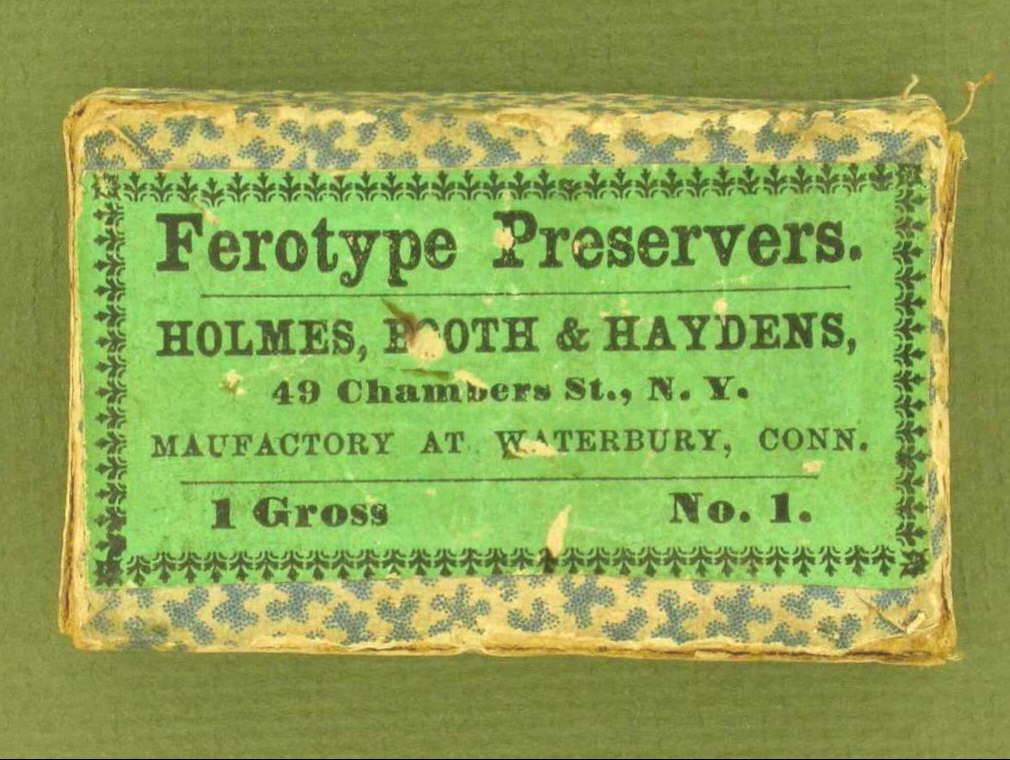 Ferotype Preservers.
HOLMES, BOOTH & HAYDENS,
49 Chambers St., N. Y.
MAUFACTORY AT WATERBURY, CONN.
1 Gross No. 1.